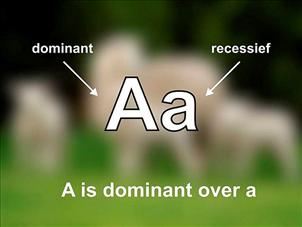 dominant recessief
Aa
A is dominant over a